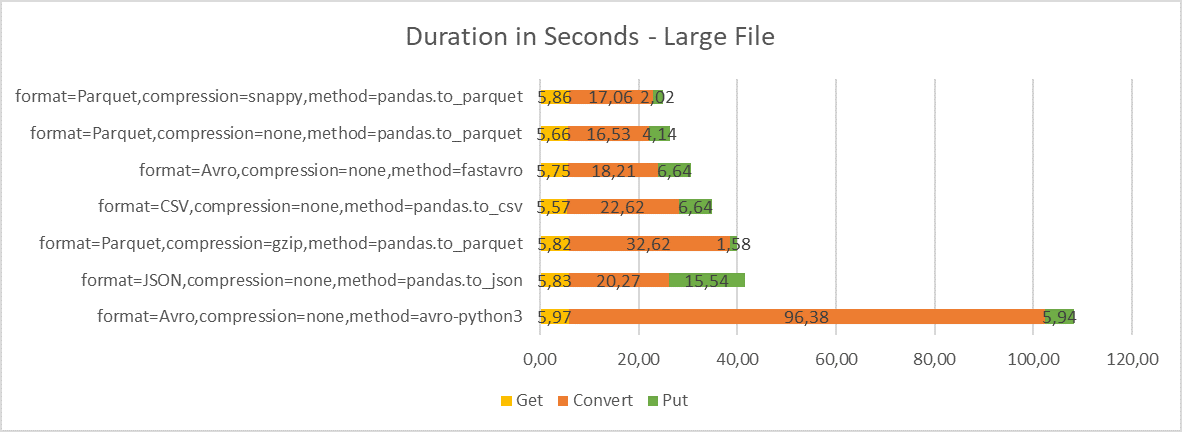 Duration in Seconds - Large File
format=Parquet,compression=snappy,method=pandas.to_parquet 5,86 17,06 2,02
format=Parquet,compression=none,method=pandas.to_parquet 5,66 16,53 4,14
format=Avro,compression=none,method=fastavro 5,75 18,21 6,64
format=CSV,compression=none,method=pandas.to_csv 5,57 22,62 6,64
format=Parquet,compression=gzip,method=pandas.to_parquet 5,82 32,62 1,58
format=JSON,compression=none,method=pandas.to_json 5,83 20,27 15,54
format=Avro,compression=none,method=avro-python3 5,97 96,38 5,94
0,00 20,00 40,00 60,00 80,00 100,00 120,00
Get Convert Put